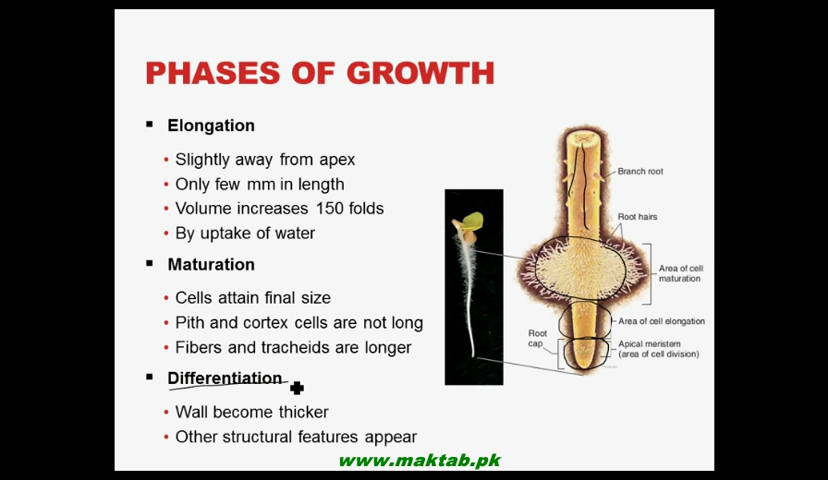 PHASES OF GROWTH
▪ Elongation
• Slightly away from apex
• Only few mm in length
• Volume increases 150 folds
• By uptake of water
▪ Maturation
• Cells attain final size
• Pith and cortex cells are not long
• Fibers and tracheids are longer
▪ Differentiation
• Wall become thicker
• Other structural features appear
Branch root
Root hairs
Area of cell
maturation
Area of cell elongation
Root
cap
Apical meristem
(area of cell division)
www.maktab.pk